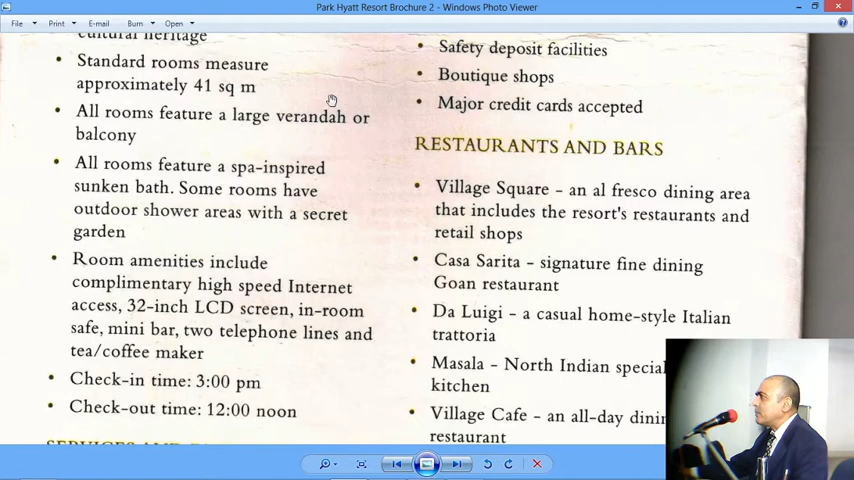 Park Hyatt Resort Brochure 2 - Windows Photo Viewer
File Print E-mail Burn Open
cultural heritage
Standard rooms measure
approximately 41 sq m
All rooms feature a large verandah or
balcony
All rooms feature a spa-inspired
sunken bath. Some rooms have
outdoor shower areas with a secret
garden
Room amenities include
complimentary high speed Internet
access, 32-inch LCD screen, in-room
safe, mini bar, two telephone lines and
tea/coffee maker
Check-in time: 3:00 pm
Check-out time: 12:00 noon
Safety deposit facilities
Boutique shops
Major credit cards accepted
RESTAURANTS AND BARS
Village Square - an al fresco dining area
that includes the resort's restaurants and
retail shops
Casa Sarita - signature fine dining
Goan restaurant
Da Luigi - a casual home-style Italian
trattoria
Masala - North Indian special
kitchen
Village Cafe - an all-day dini
restaurant